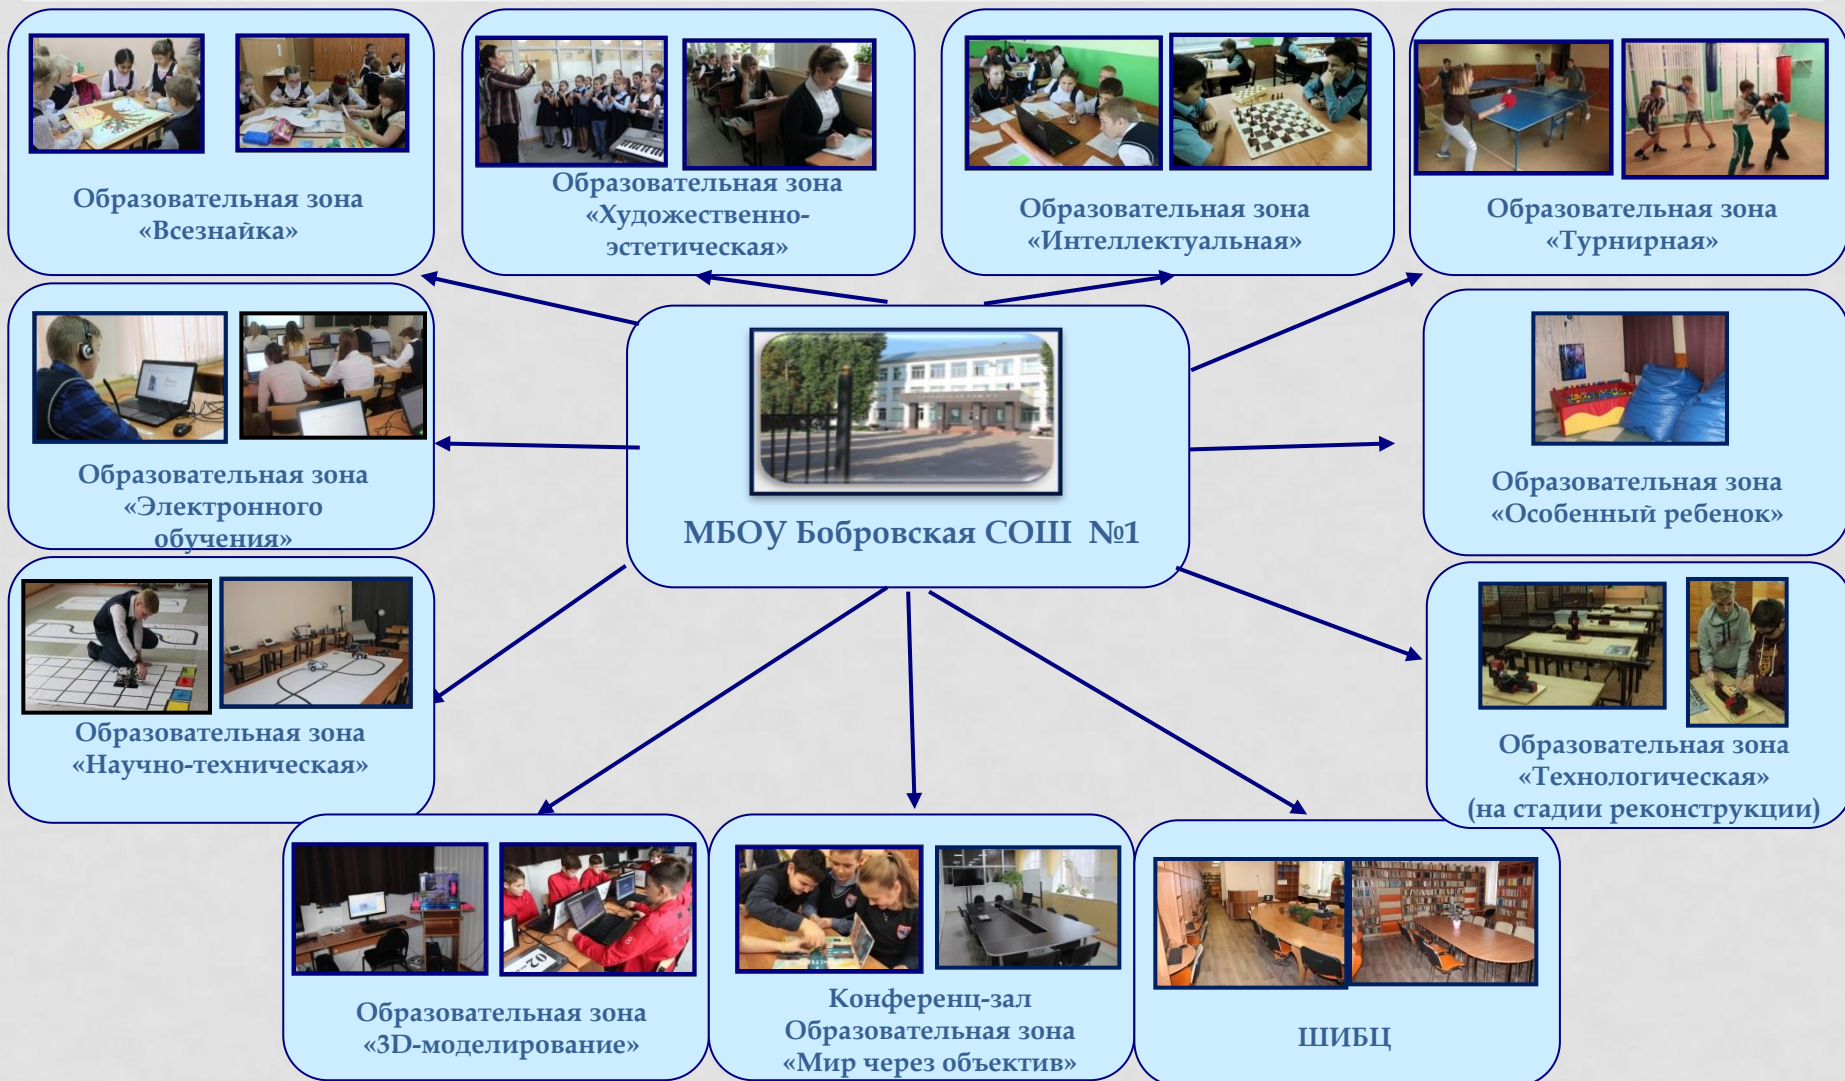 Образовательная зона
«Всезнайка»
Образовательная зона
«Художественно-
эстетическая»
Образовательная зона
«Интеллектуальная»
Образовательная зона
«Турнирная»
Образовательная зона
«Электронного
обучения»
МБОУ Бобровская СОШ №1
Образовательная зона
«Особенный ребенок»
Образовательная зона
«Научно-техническая»
Образовательная зона
«Технологическая»
(на стадии реконструкции)
Образовательная зона
«3D-моделирование»
Конференц-зал
Образовательная зона
«Мир через объектив»
ШИБЦ